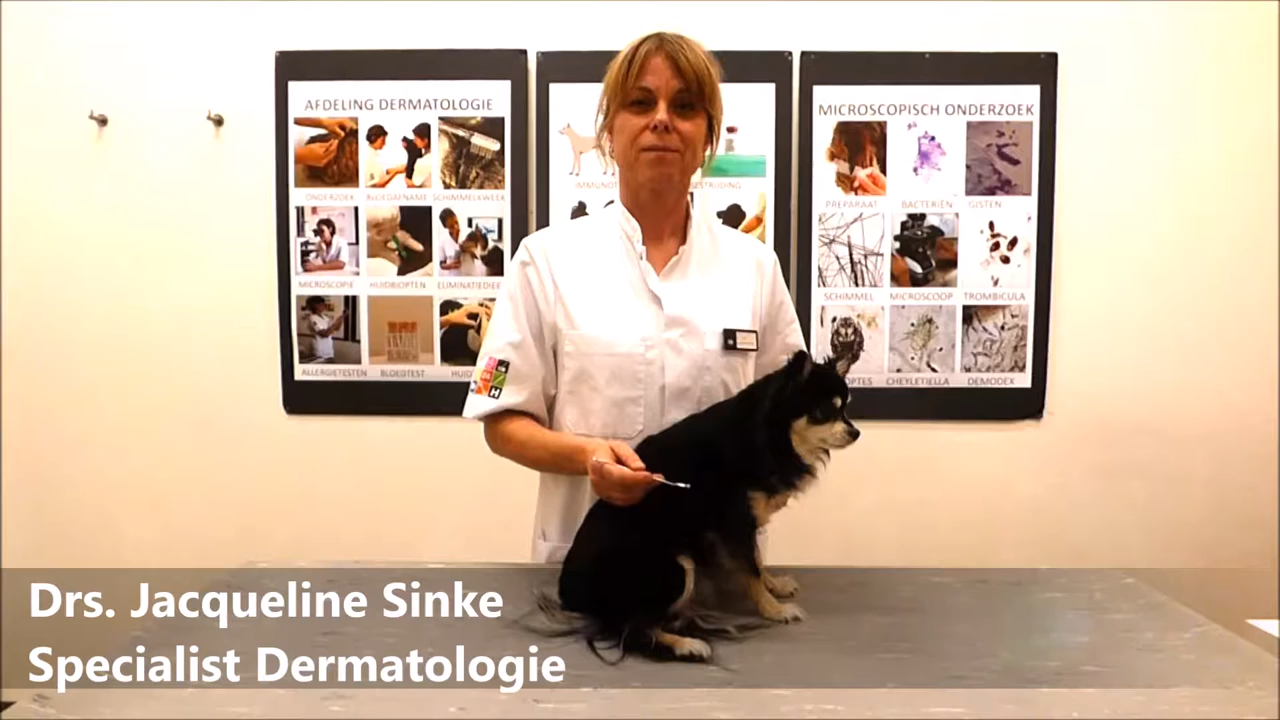 AFDELING DERMATOLOGIE
ONDERZOEK BLOEDAFNAME SCHIMMELKWEEK
MICROSCOPIE HUIDBIOPTEN ELIMINATIEDIEET
ALLERGIETESTEN BLOEDTEST
MICROSCOPISCH ONDERZOEK
PREPARAAT BACTERIËN GISTEN
SCHIMMEL MICROSCOOP TROMBICULA
CHEYLETIELLA DEMODEX
H
Drs. Jacqueline Sinke
Specialist Dermatologie